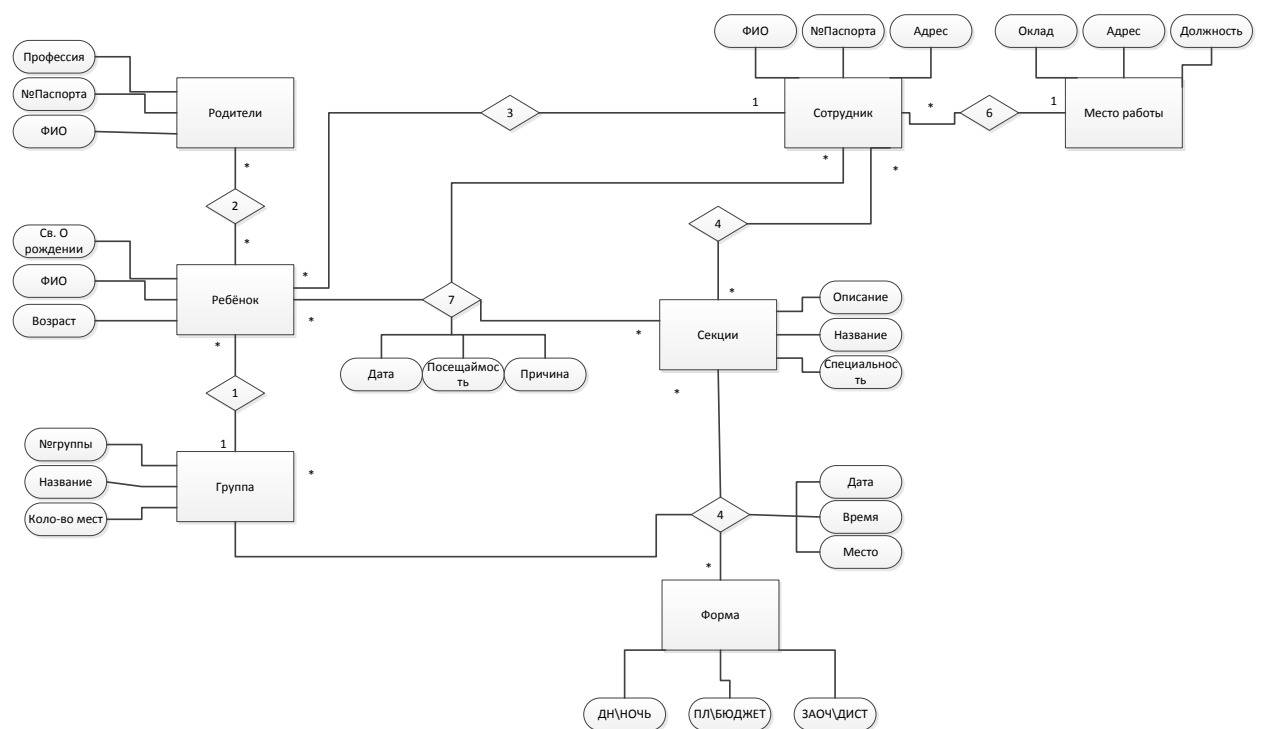 ФИО
№Паспорта
Адрес
Оклад
Адрес
Должность
Профессия
№Паспорта
ФИО
Родители
3
1
Сотрудник
*
6
1
Место работы
*
*
*
2
*
4
Св. О
рождении
ФИО
Возраст
Ребёнок
*
*
*
7
*
*
Секции
Описание
Название
Специальнос
ть
Дата
Посещаймос
ть
Причина
*
1
1
*
№группы
Название
Коло-во мест
Группа
*
4
Дата
Время
Место
*
Форма
ДН\НОЧЬ
ПЛ\БЮДЖЕТ
ЗАОЧ\ДИСТ